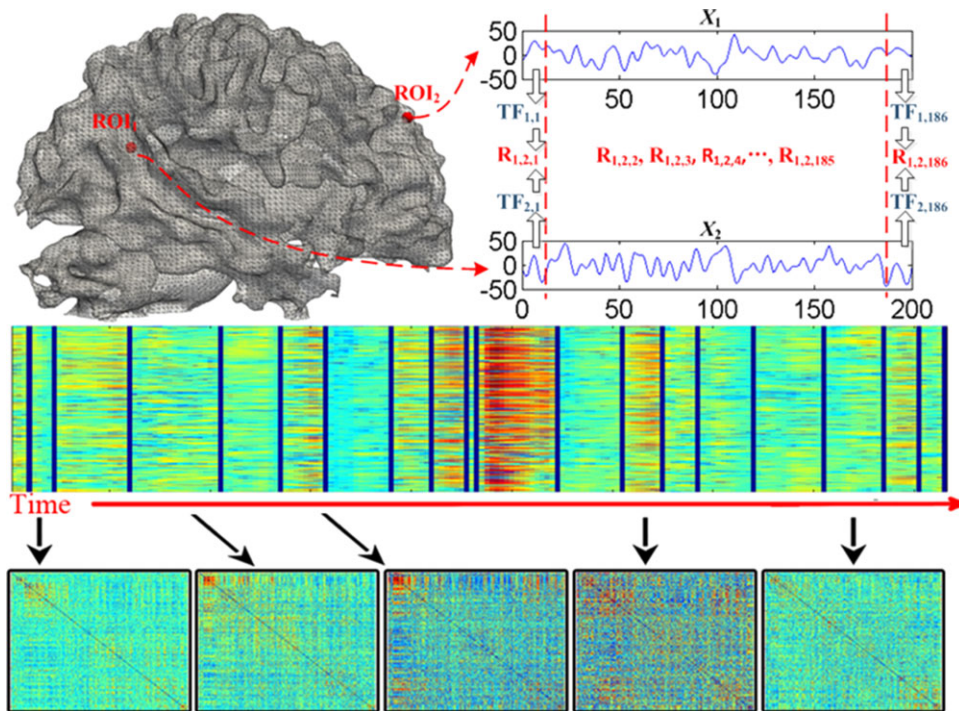 X₁
50
0
-50
50
100
150
ROI₂
ROI₁
TF₁,₁
TF₁,₁₈₆
R₁,₂,₁
R₁,₂,₂, R₁,₂,₃, R₁,₂,₄, ⋯, R₁,₂,₁₈₅
R₁,₂,₁₈₆
TF₂,₁
TF₂,₁₈₆
X₂
50
0
-50
0
50
100
150
200
Time